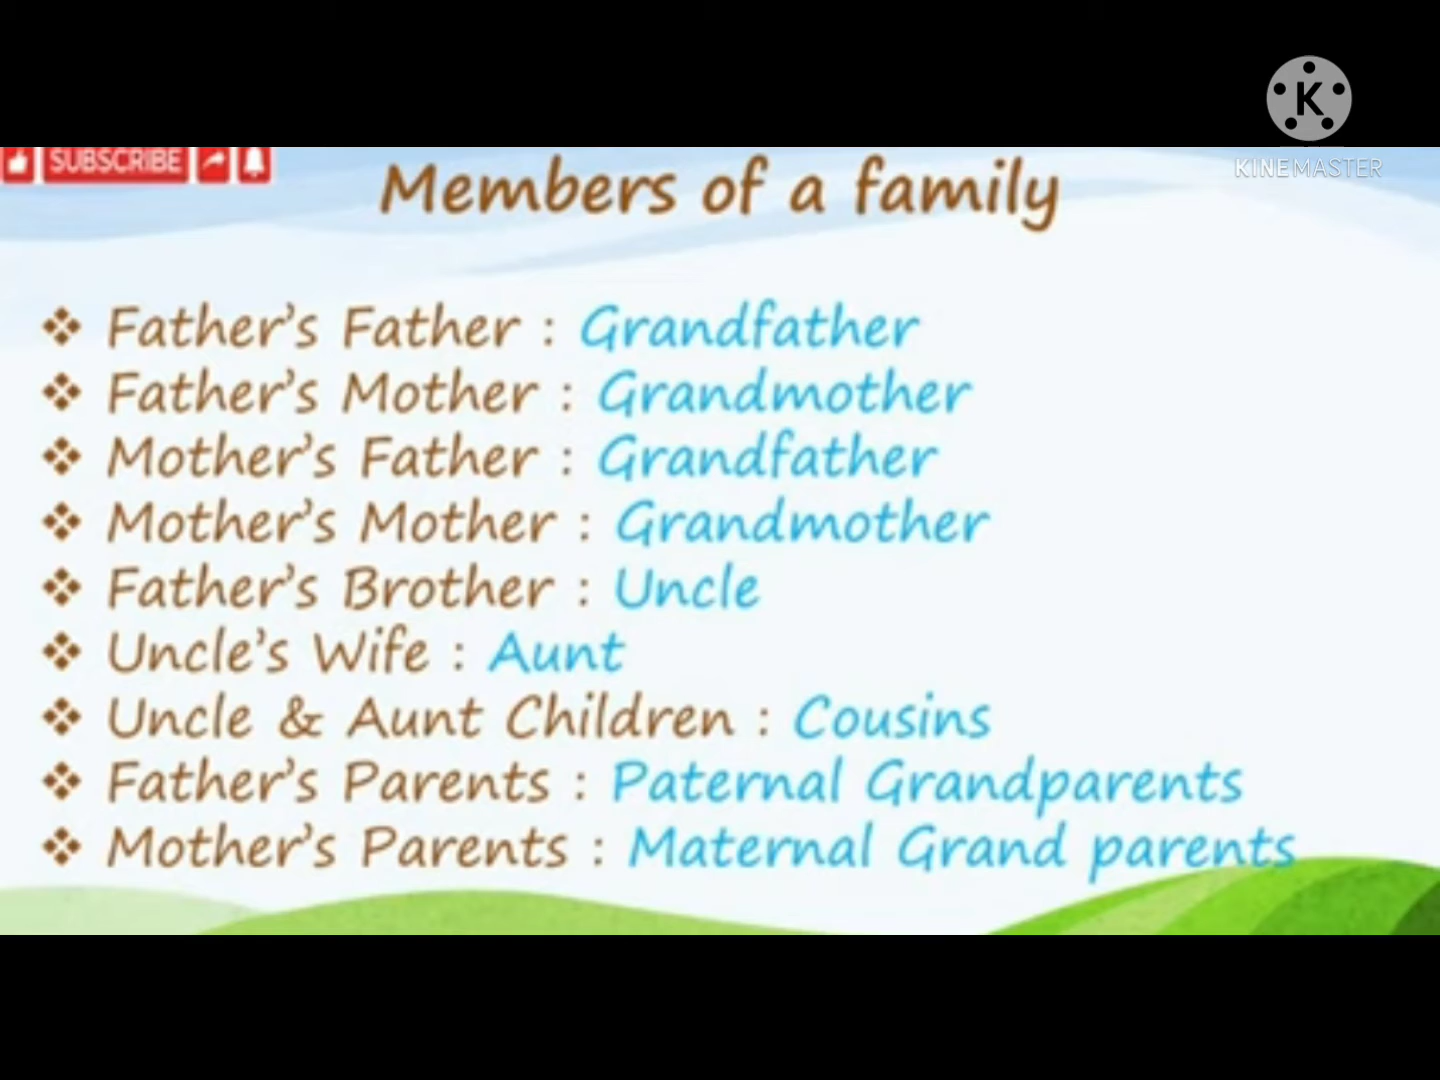 SUBSCRIBE
K
KINEMASTER
Members of a family
❖ Father's Father : Grandfather
❖ Father's Mother : Grandmother
❖ Mother's Father : Grandfather
❖ Mother's Mother : Grandmother
❖ Father's Brother : Uncle
❖ Uncle's Wife : Aunt
❖ Uncle & Aunt Children : Cousins
❖ Father's Parents : Paternal Grandparents
❖ Mother's Parents : Maternal Grand parents